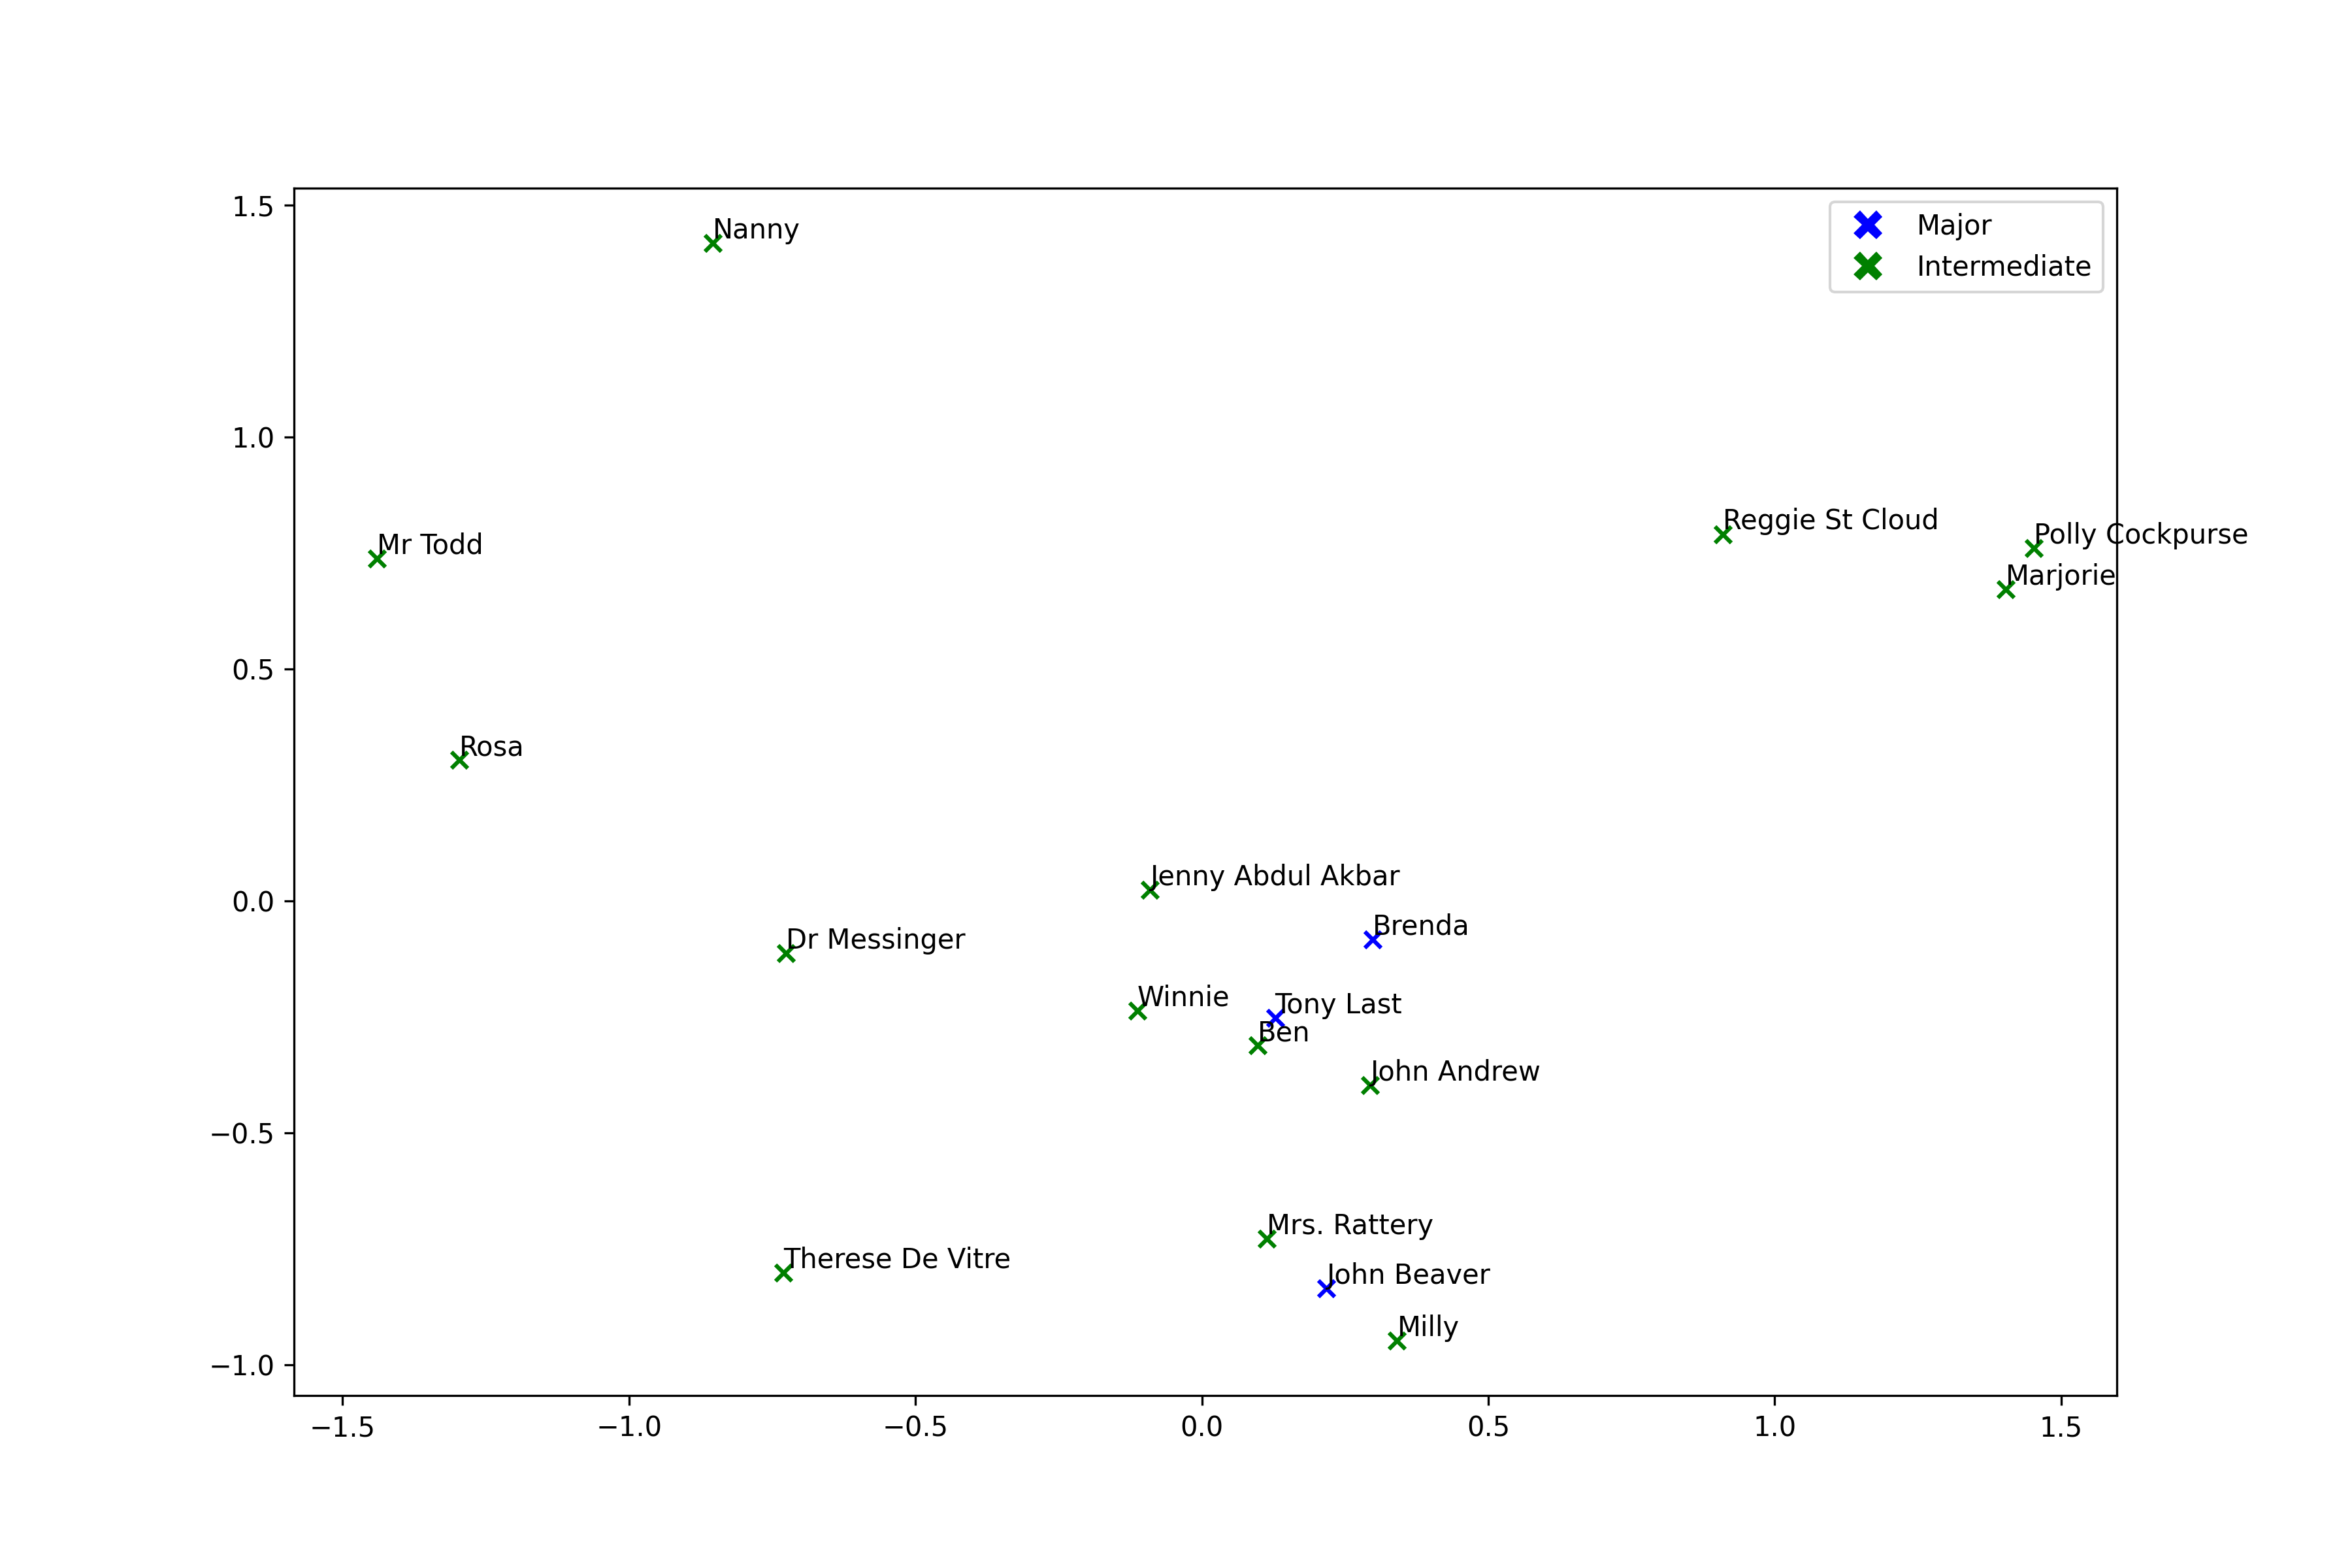 1.5
Major
Nanny
Intermediate
1.0
Reggie St Cloud
Polly Cockpurse
Mr Todd
Marjorie
0.5
Rosa
Jenny Abdul Akbar
0.0
Brenda
Dr Messinger
Winnie
Tony Last
Ben
John Andrew
−0.5
Mrs. Rattery
Therese De Vitre
John Beaver
Milly
−1.0
−1.5 −1.0 −0.5 0.0 0.5 1.0 1.5